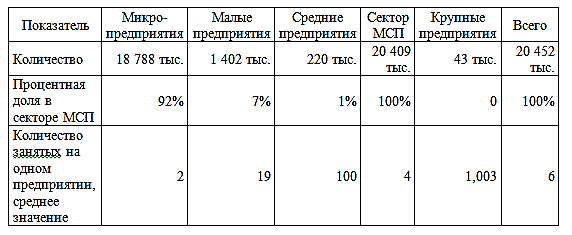 Показатель Микро-предприятия Малые предприятия Средние предприятия Сектор МСП Крупные предприятия Всего
Количество 18 788 тыс. 1 402 тыс. 220 тыс. 20 409 тыс. 43 тыс. 20 452 тыс.
Процентная доля в секторе МСП 92% 7% 1% 100% 0 100%
Количество занятых на одном предприятии, среднее значение 2 19 100 4 1,003 6